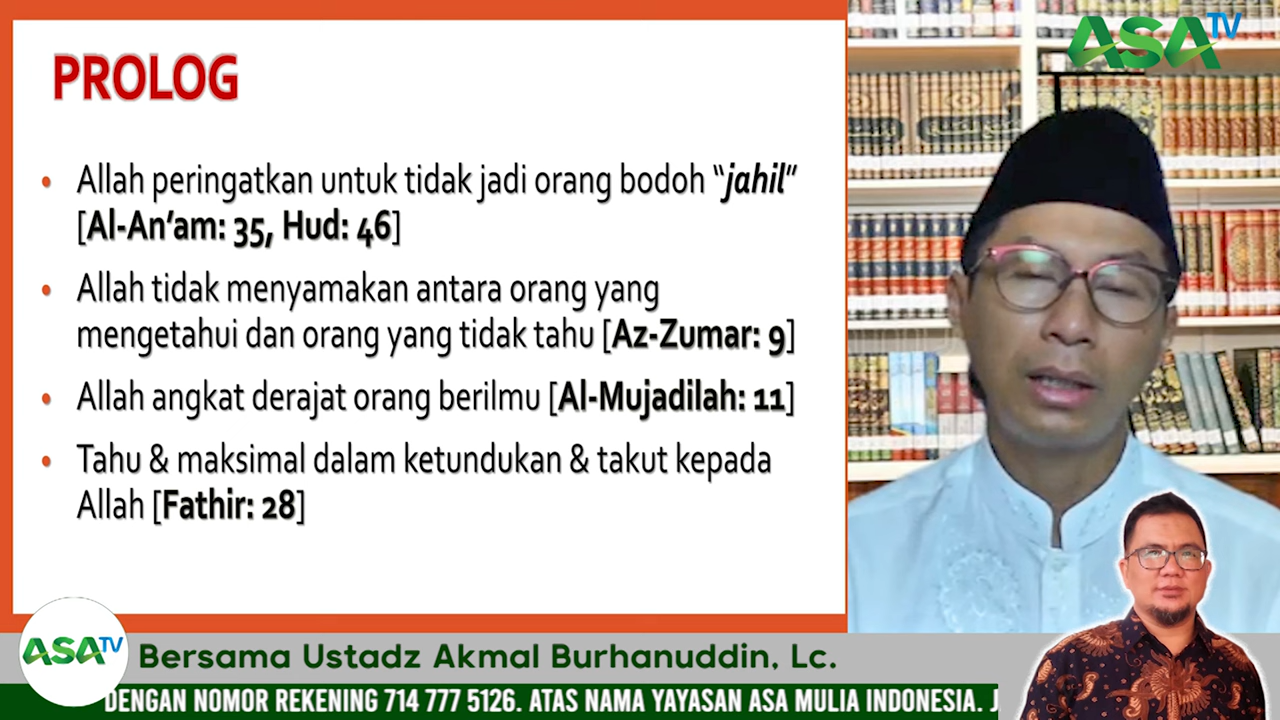 PROLOG
• Allah peringatkan untuk tidak jadi orang bodoh “jahil”
[Al-An’am: 35, Hud: 46]
• Allah tidak menyamakan antara orang yang
mengetahui dan orang yang tidak tahu [Az-Zumar: 9]
• Allah angkat derajat orang berilmu [Al-Mujadilah: 11]
• Tahu & maksimal dalam ketundukan & takut kepada
Allah [Fathir: 28]
ASA TV
ASA TV
Bersama Ustadz Akmal Burhanuddin, Lc.
DENGAN NOMOR REKENING 714 777 5126. ATAS NAMA YAYASAN ASA MULIA INDONESIA. J